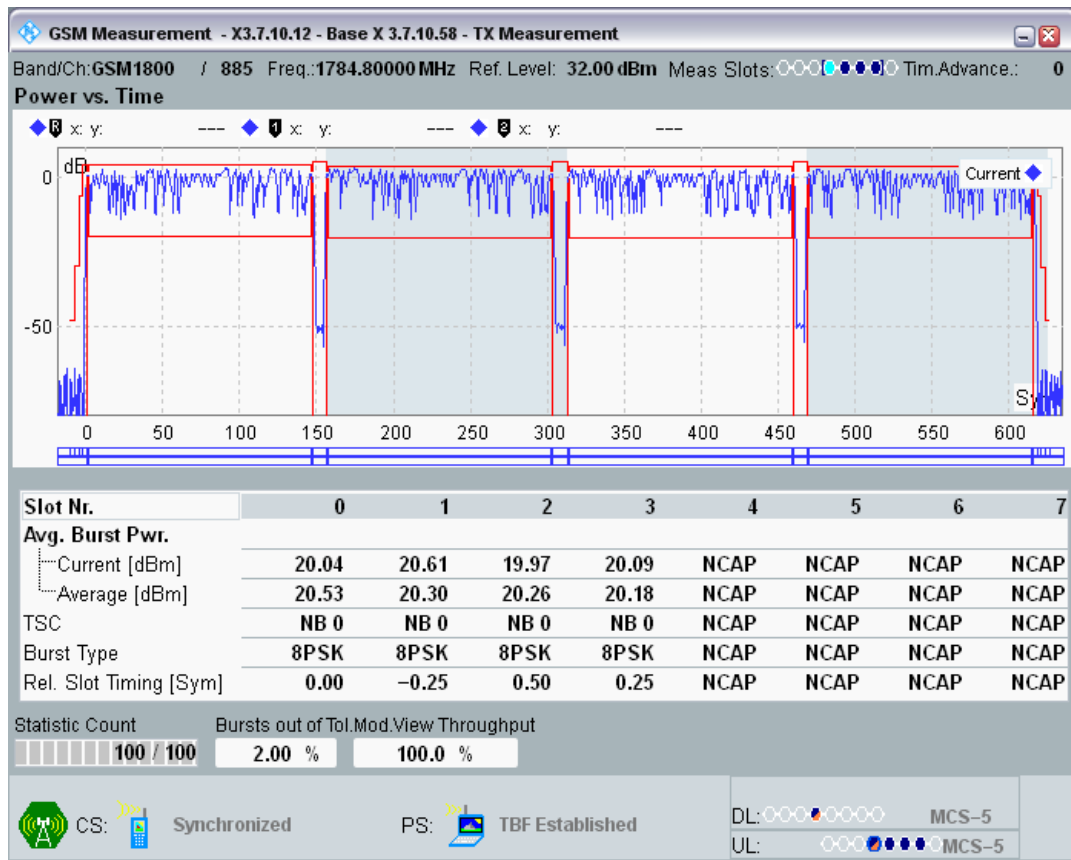 GSM Measurement - X3.7.10.12 - Base X 3.7.10.58 - TX Measurement
Band/Ch:GSM1800 / 885 Freq.:1784.80000 MHz Ref. Level: 32.00 dBm Meas Slots: Tim.Advance.: 0
Power vs. Time
R x: y: --- 1 x: y: --- 2 x: y: ---
dB
Current
0
-50
0 50 100 150 200 250 300 350 400 450 500 550 600
Slot Nr. 0 1 2 3 4 5 6 7
Avg. Burst Pwr.
Current [dBm] 20.04 20.61 19.97 20.09 NCAP NCAP NCAP NCAP
Average [dBm] 20.53 20.30 20.26 20.18 NCAP NCAP NCAP NCAP
TSC NB 0 NB 0 NB 0 NB 0 NCAP NCAP NCAP NCAP
Burst Type 8PSK 8PSK 8PSK 8PSK NCAP NCAP NCAP NCAP
Rel. Slot Timing [Sym] 0.00 −0.25 0.50 0.25 NCAP NCAP NCAP NCAP
Statistic Count Bursts out of Tol.Mod.View Throughput
100 / 100 2.00 % 100.0 %
CS: Synchronized PS: TBF Established
DL: MCS−5
UL: MCS−5